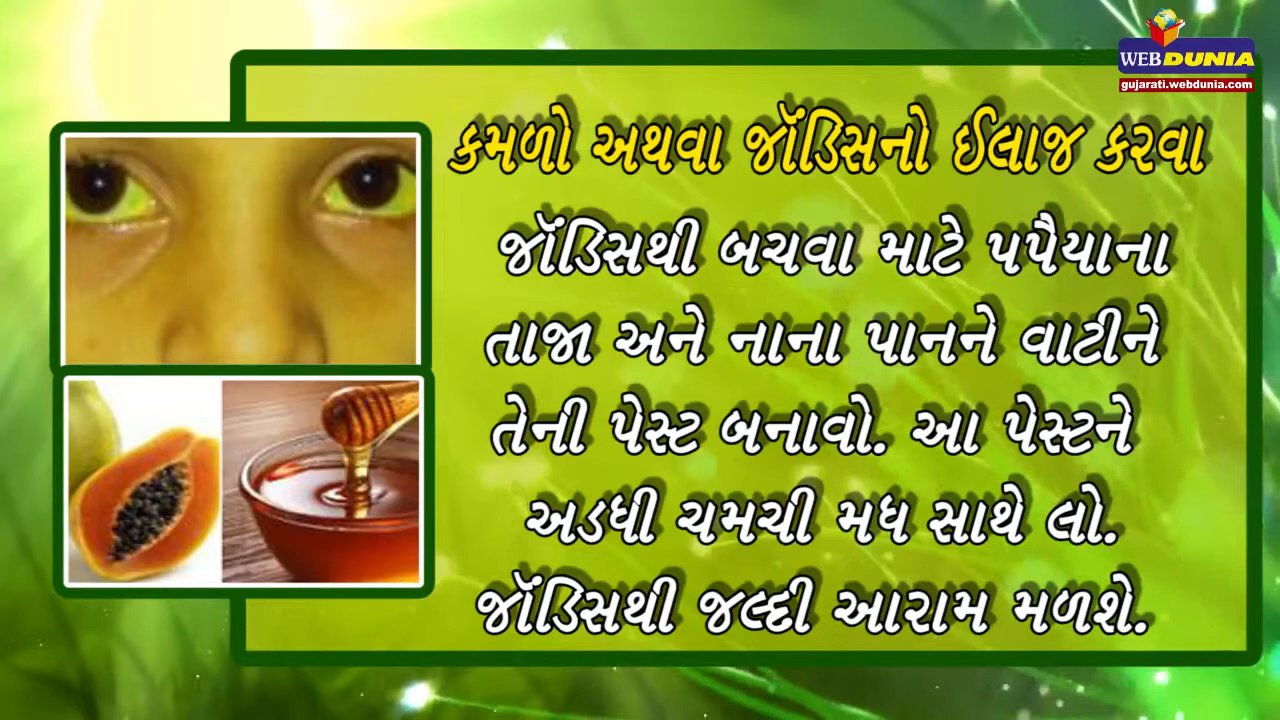 WEBDUNIA
gujarati.webdunia.com
કમળો અથવા જૉંડિસનો ઈલાજ કરવા
જૉંડિસથી બચવા માટે પપૈયાના
તાજા અને નાના પાનને વાટીને
તેની પેસ્ટ બનાવો. આ પેસ્ટને
અડધી ચમચી મધ સાથે લો.
જૉંડિસથી જલ્દી આરામ મળશે.